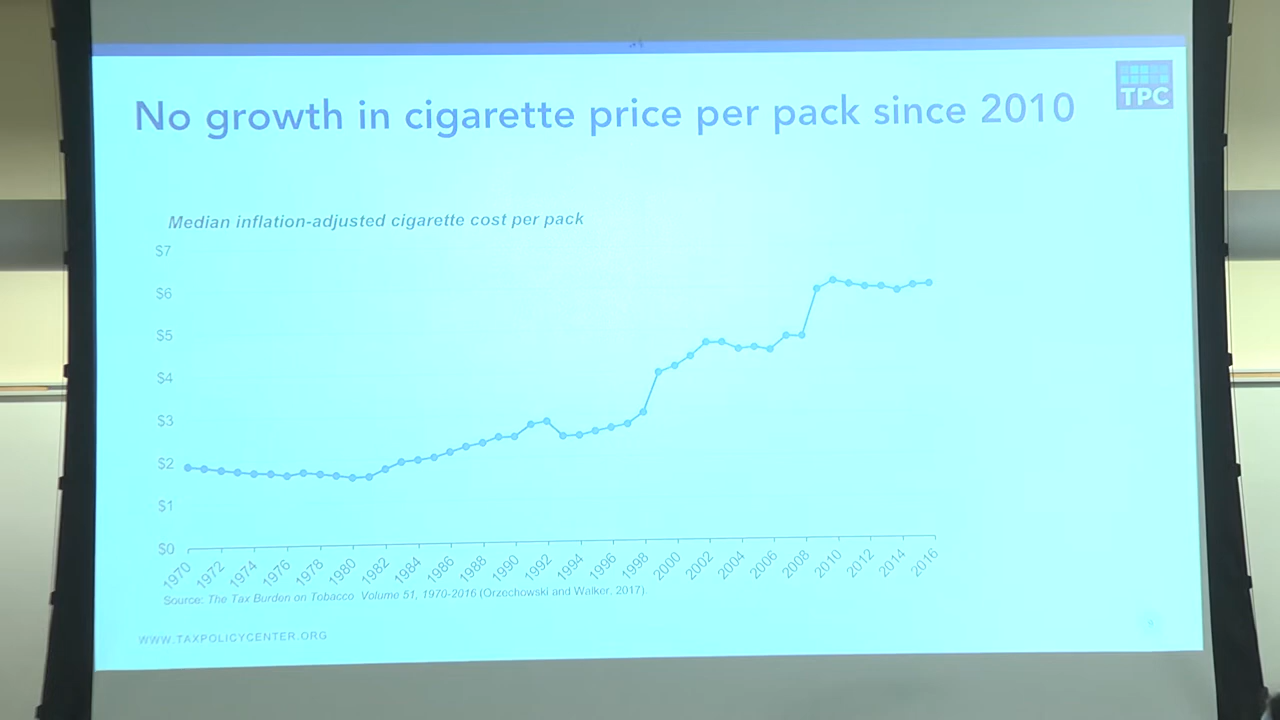 No growth in cigarette price per pack since 2010
TPC
Median inflation-adjusted cigarette cost per pack
$7
$6
$5
$4
$3
$2
$1
$0
1970 1972 1974 1976 1978 1980 1982 1984 1986 1988 1990 1992 1994 1996 1998 2000 2002 2004 2006 2008 2010 2012 2014 2016
Source: The Tax Burden on Tobacco Volume 51, 1970-2016 (Orzechowski and Walker, 2017)
WWW.TAXPOLICYCENTER.ORG